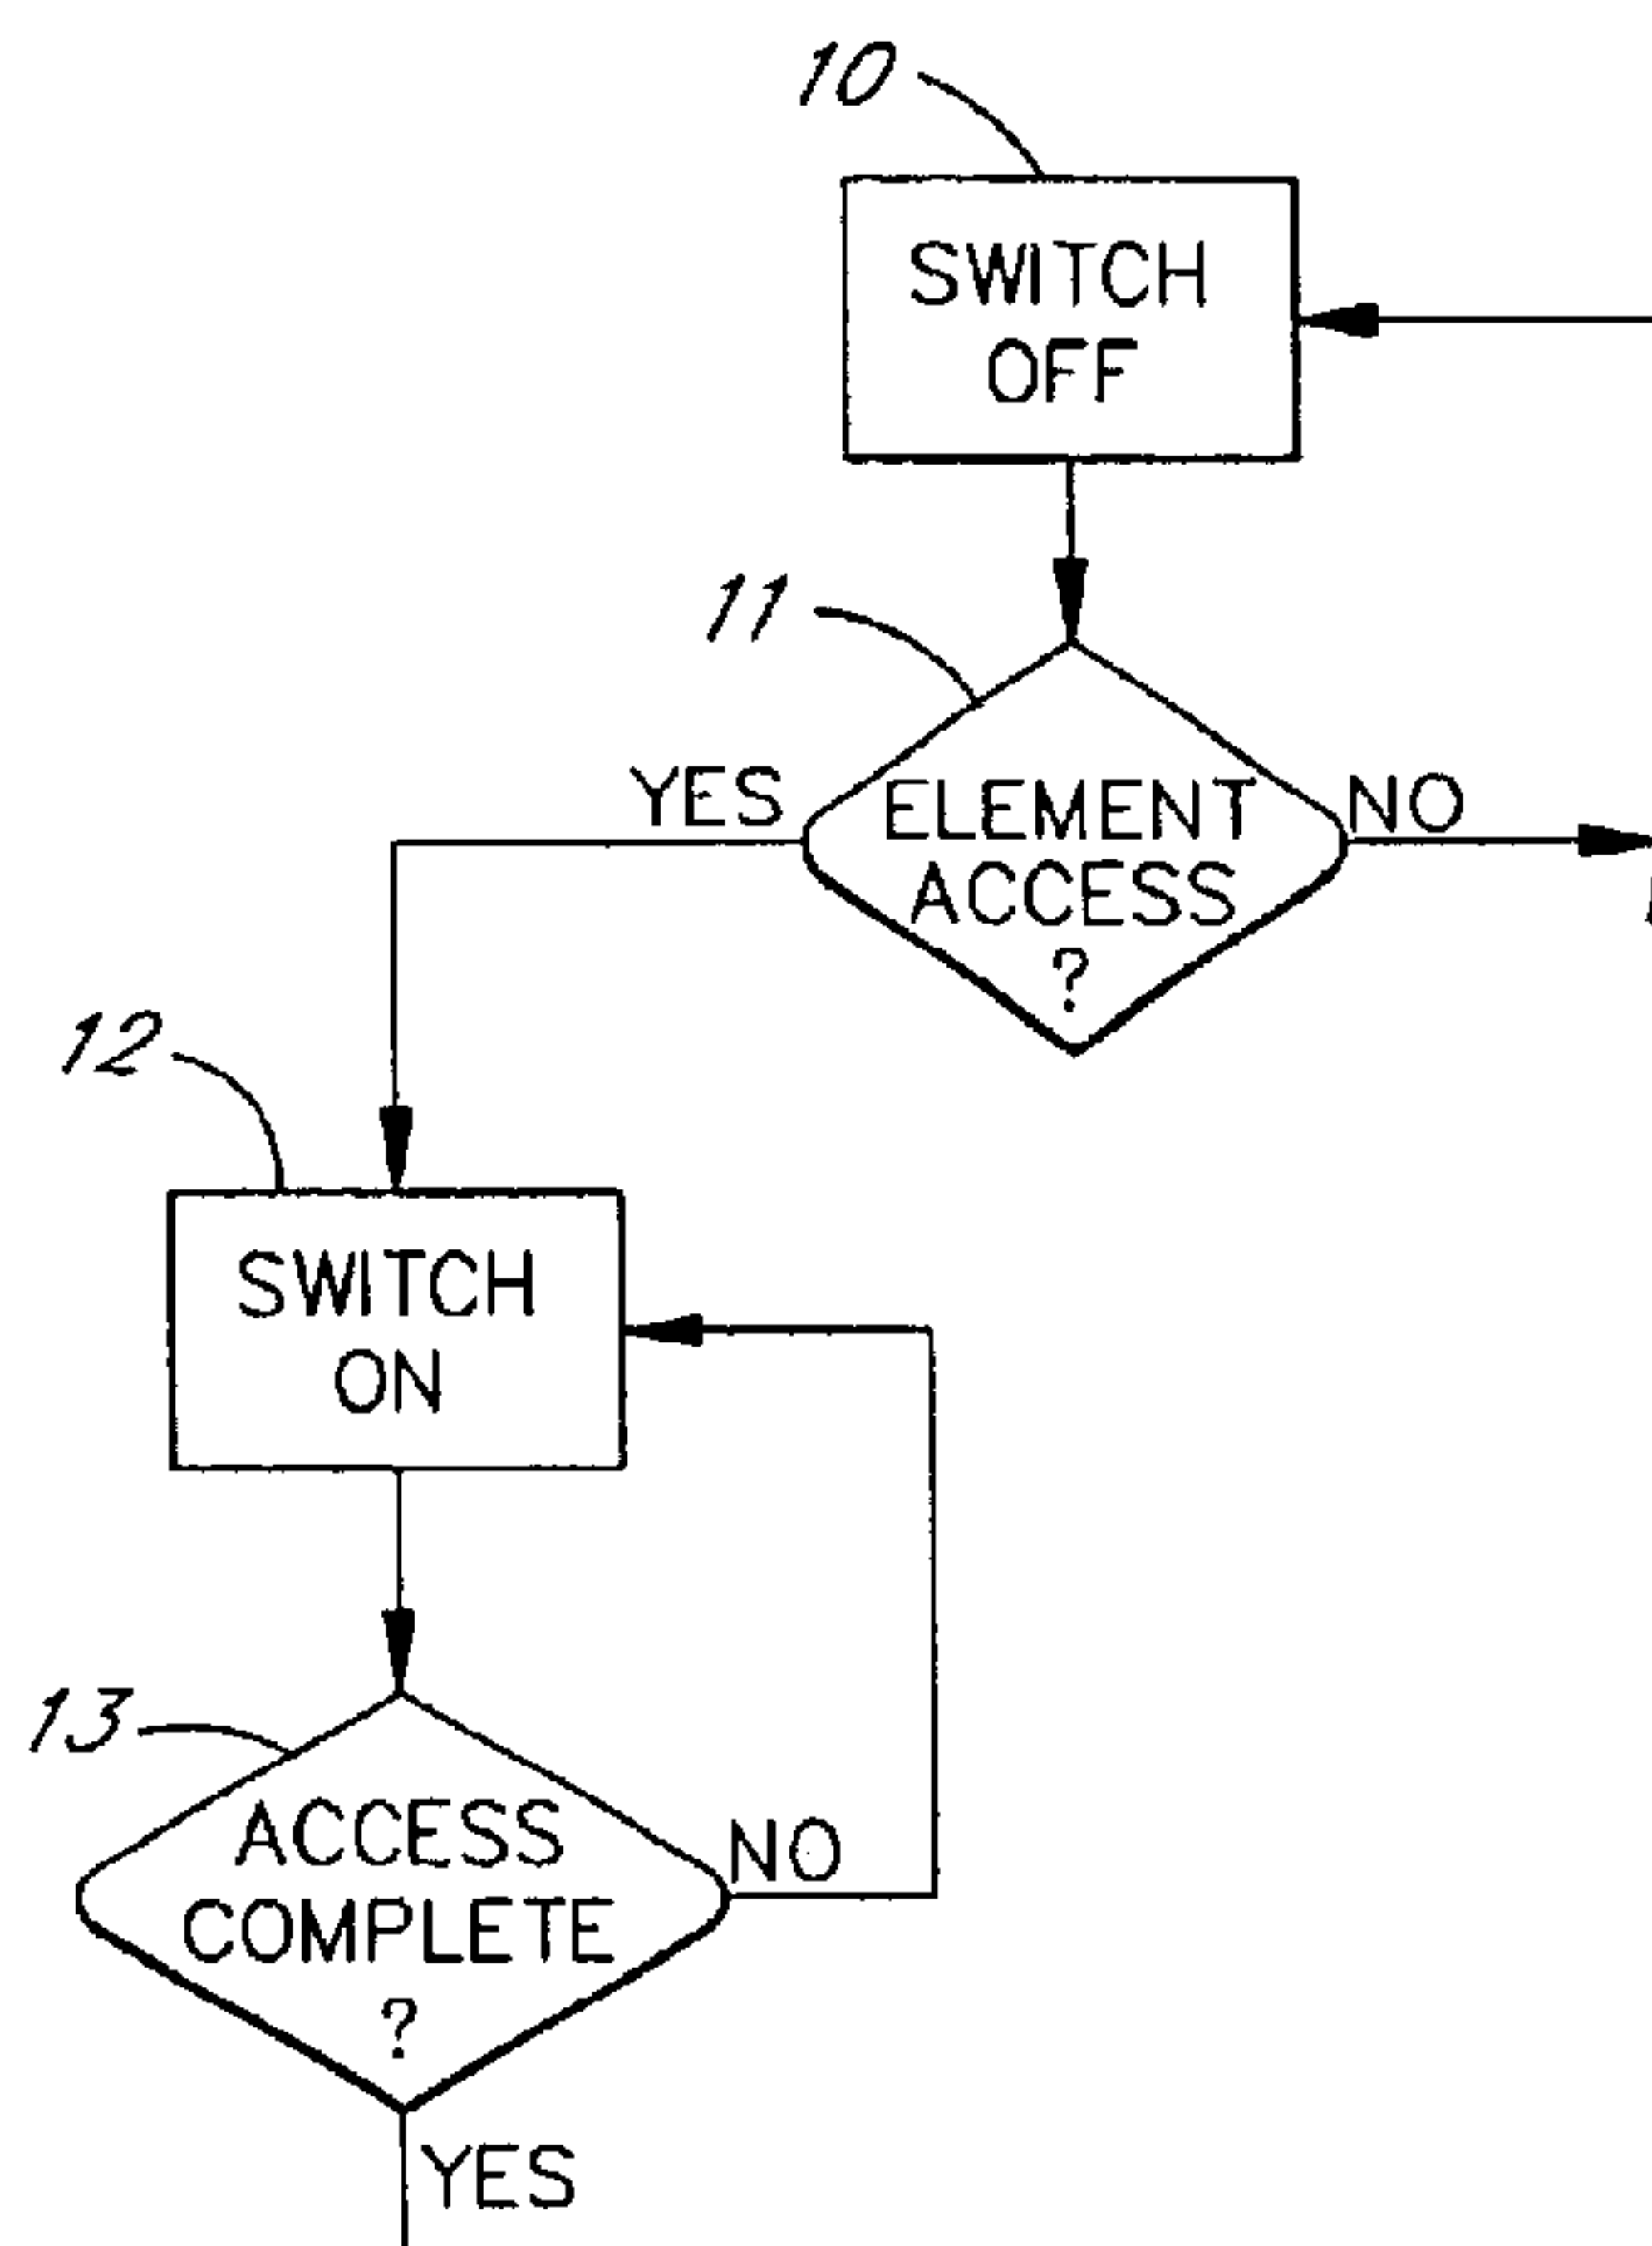 10
SWITCH
OFF
11
YES
ELEMENT
ACCESS
?
NO
12
SWITCH
ON
13
ACCESS
COMPLETE
?
NO
YES